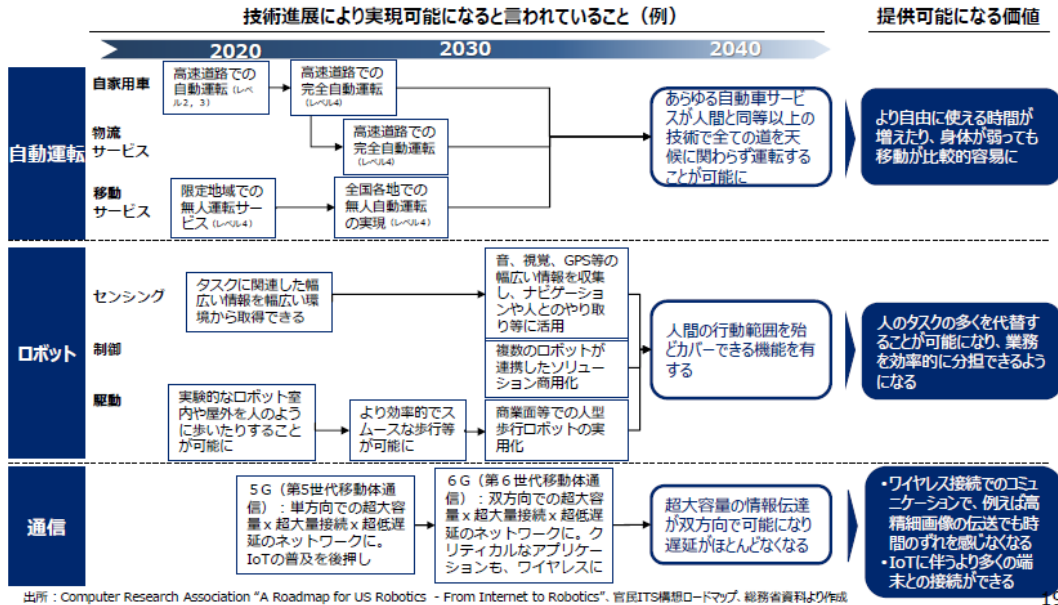 技術進展により実現可能になると言われていること（例）
提供可能になる価値
2020
2030
2040
自動運転
自家用車
高速道路での
自動運転（レベ
ル2，3）
高速道路での
完全自動運転
（レベル4）
物流
サービス
高速道路での
完全自動運転
（レベル4）
移動
サービス
限定地域での
無人運転サー
ビス（レベル4）
全国各地での
無人自動運転
の実現（レベル4）
あらゆる自動車サービ
スが人間と同等以上の
技術で全ての道を天
候に関わらず運転する
ことが可能に
より自由に使える時間が
増えたり、身体が弱っても
移動が比較的容易に
ロボット
センシング
タスクに関連した幅
広い情報を幅広い環
境から取得できる
音、視覚、GPS等の
幅広い情報を収集
し、ナビゲーション
や人とのやり取
り等に活用
制御
複数のロボットが
連携したソリュー
ション商用化
駆動
実験的なロボット室
内や屋外を人のよう
に歩いたりすること
が可能に
より効率的でス
ムースな歩行等
が可能に
商業面等での人型
歩行ロボットの実
用化
人間の行動範囲を殆
どカバーできる機能を有
する
人のタスクの多くを代替す
ることが可能になり、業務
を効率的に分担できるよう
になる
通信
５G（第5世代移動体通
信）：単方向での超大容
量ｘ超大量接続ｘ超低遅
延のネットワークに。
IoTの普及を後押し
６G（第６世代移動体通
信）：双方向での超大容
量ｘ超大量接続ｘ超低遅
延のネットワークに。ク
リティカルなアプリケー
ションも、ワイヤレスに
超大容量の情報伝達
が双方向で可能になり
遅延がほとんどなくなる
•ワイヤレス接続でのコミュ
ニケーションで、例えば高
精細画像の伝送でも時
間のずれを感じなくなる
•IoTに伴うより多くの端
末との接続ができる
出所：Computer Research Association “A Roadmap for US Robotics - From Internet to Robotics”、官民ITS構想ロードマップ、総務省資料より作成